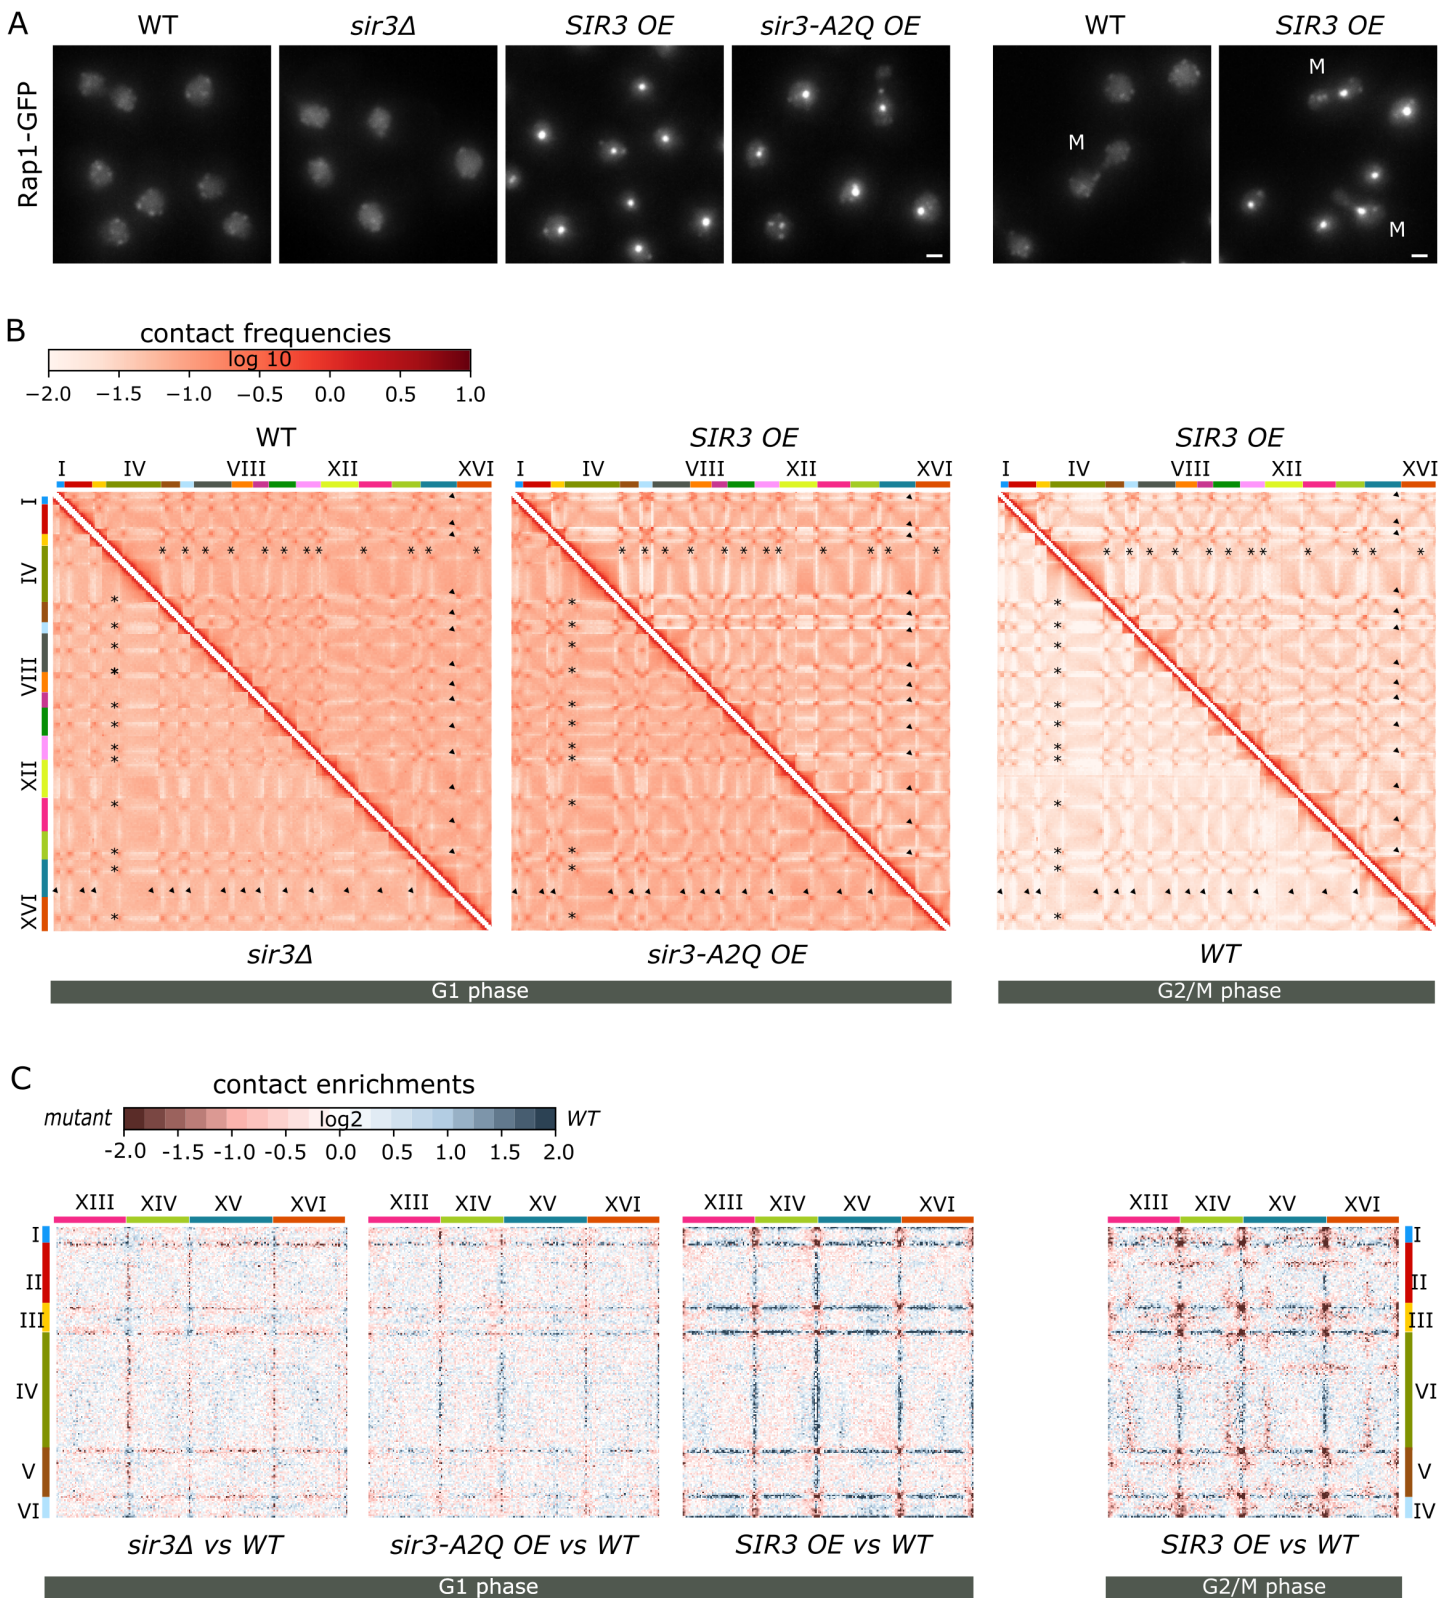 A
WT
sir3Δ
SIR3 OE
sir3-A2Q OE
WT
SIR3 OE
Rap1-GFP
M
M
M
B
contact frequencies
log 10
−2.0 −1.5 −1.0 −0.5 0.0 0.5 1.0
WT
SIR3 OE
SIR3 OE
I IV VIII XII XVI
I IV VIII XII XVI
I IV VIII XII XVI
I
IV
VIII
XII
XVI
sir3Δ
sir3-A2Q OE
WT
G1 phase
G2/M phase
C
contact enrichments
mutant
log2
WT
-2.0 -1.5 -1.0 -0.5 0.0 0.5 1.0 1.5 2.0
XIII XIV XV XVI
XIII XIV XV XVI
XIII XIV XV XVI
XIII XIV XV XVI
I
II
III
IV
V
VI
I
II
III
VI
V
IV
sir3Δ vs WT
sir3-A2Q OE vs WT
SIR3 OE vs WT
SIR3 OE vs WT
G1 phase
G2/M phase